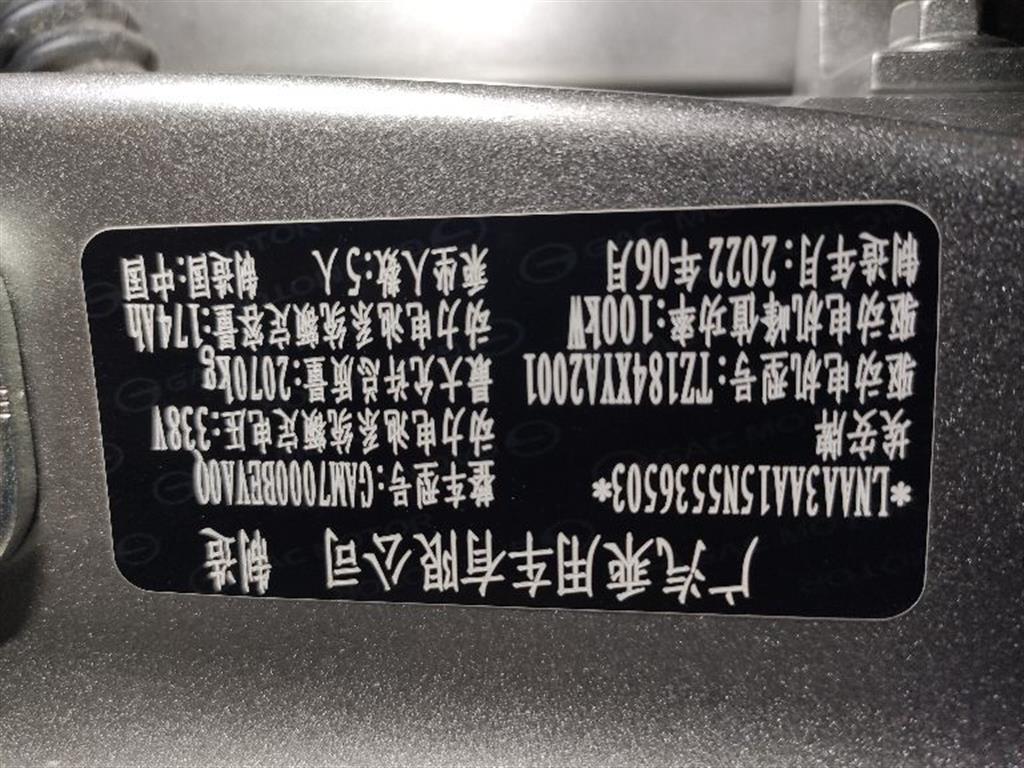 广汽乘用车有限公司 制造
*LNAA3AA15N5536503* 整车型号:GAM7000BEVA0Q
埃安牌 动力电池系统额定电压:338V
驱动电机型号:TZ184XYA2001 最大允许总质量:2070kg
驱动电机峰值功率:100kW 动力电池系统额定容量:174Ah
制造年月:2022年06月 乘坐人数:5人 制造国:中国